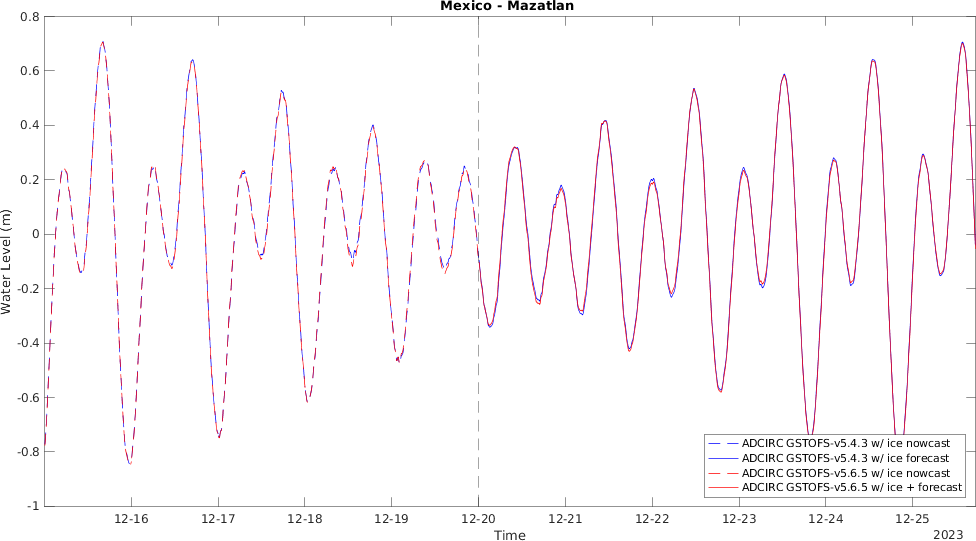 Mexico - Mazatlan
0.8
0.6
0.4
0.2
0
-0.2
-0.4
-0.6
-0.8
-1
Water Level (m)
ADCIRC GSTOFS-v5.4.3 w/ ice nowcast
ADCIRC GSTOFS-v5.4.3 w/ ice forecast
ADCIRC GSTOFS-v5.6.5 w/ ice nowcast
ADCIRC GSTOFS-v5.6.5 w/ ice + forecast
12-16 12-17 12-18 12-19 12-20 12-21 12-22 12-23 12-24 12-25
Time
2023